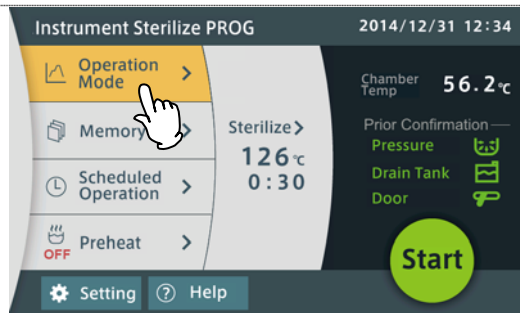 Instrument Sterilize PROG
2014/12/31 12:34
Operation
Mode
Memory
Scheduled
Operation
OFF
Preheat
Sterilize
126℃
0:30
Chamber
Temp
56.2℃
Prior Confirmation
Pressure
Drain Tank
Door
Start
Setting
Help